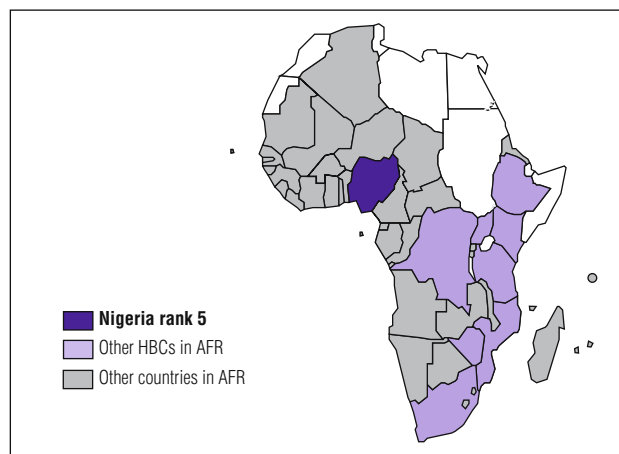 Nigeria rank 5
Other HBCs in AFR
Other countries in AFR